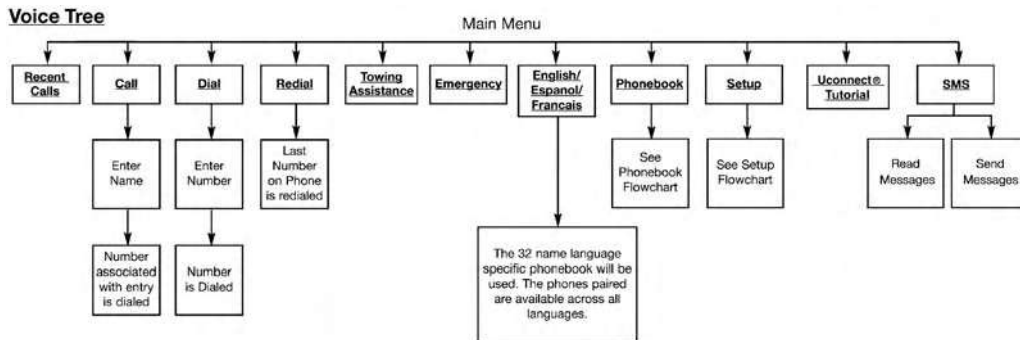 Voice Tree
Main Menu
Recent
Calls
Call
Dial
Redial
Towing
Assistance
Emergency
English/
Espanol/
Francais
Phonebook
Setup
Uconnect®
Tutorial
SMS
Enter
Name
Enter
Number
Last
Number
on Phone
is redialed
See
Phonebook
Flowchart
See Setup
Flowchart
Read
Messages
Send
Messages
Number
associated
with entry
is dialed
Number
is Dialed
The 32 name language
specific phonebook will be
used. The phones paired
are available across all
languages.